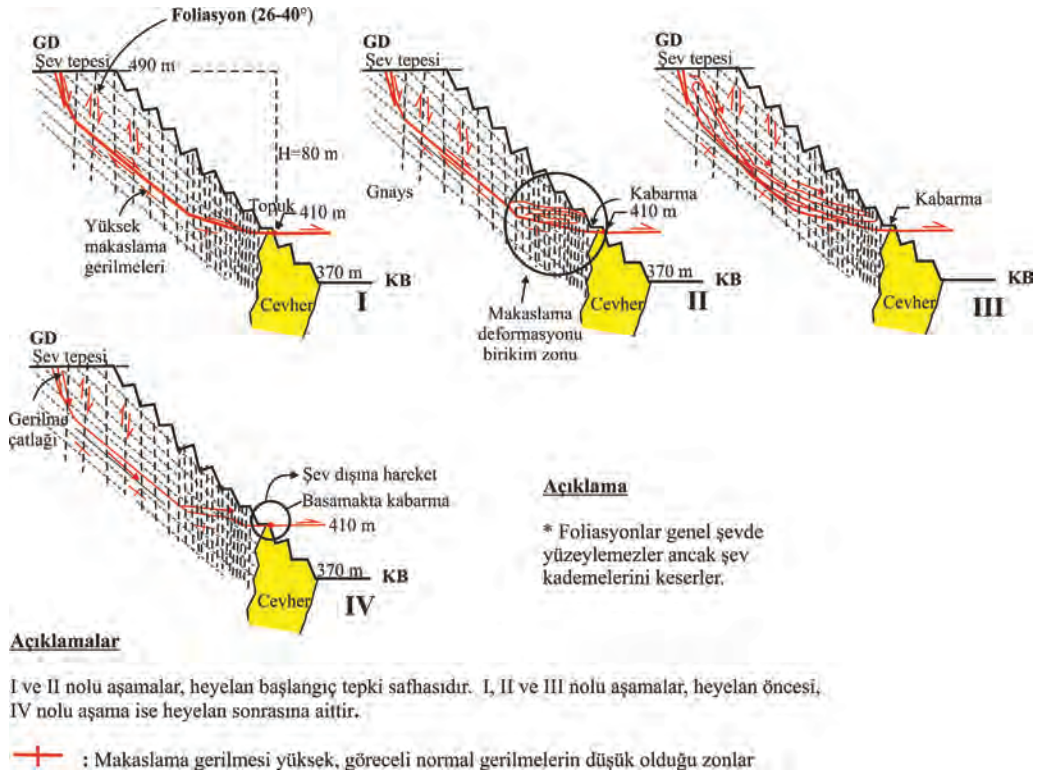 Foliasyon (26-40°)
GD
Şev tepesi
490 m
H=80 m
Topuk
410 m
Yüksek
makaslama
gerilmeleri
370 m
KB
Cevher
I
GD
Şev tepesi
Gnays
Kabarma
410 m
370 m
KB
Cevher
II
Makaslama
deformasyonu
birikim zonu
GD
Şev tepesi
Kabarma
KB
Cevher
III
GD
Şev tepesi
Gerilme
çatlağı
Şev dışına hareket
Basamakta kabarma
410 m
370 m
KB
Cevher
IV
Açıklama
* Foliasyonlar genel şevde
yüzeylemezler ancak şev
kademelerini keserler.
Açıklamalar
I ve II nolu aşamalar, heyelan başlangıç tepki safhasıdır. I, II ve III nolu aşamalar, heyelan öncesi,
IV nolu aşama ise heyelan sonrasına aittir.
: Makaslama gerilmesi yüksek, göreceli normal gerilmelerin düşük olduğu zonlar